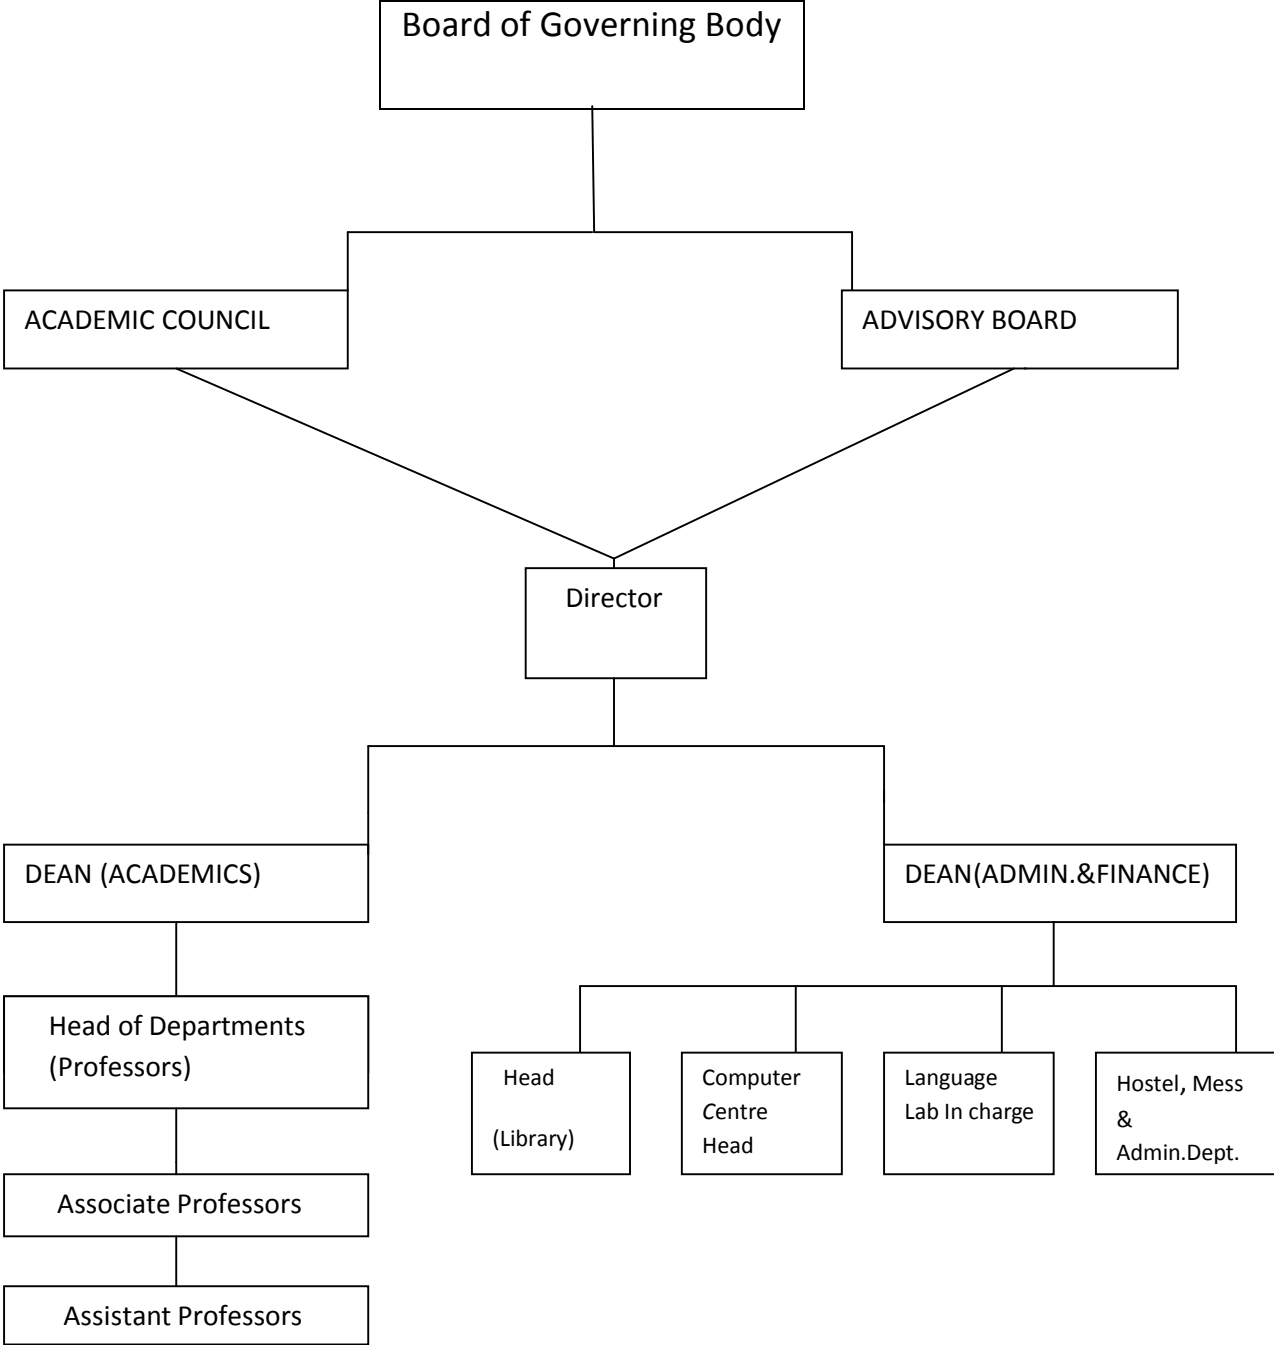 Board of Governing Body
ACADEMIC COUNCIL
ADVISORY BOARD
Director
DEAN (ACADEMICS)
DEAN(ADMIN.&FINANCE)
Head of Departments
(Professors)
Head
(Library)
Computer
Centre
Head
Language
Lab In charge
Hostel, Mess
&
Admin.Dept.
Associate Professors
Assistant Professors